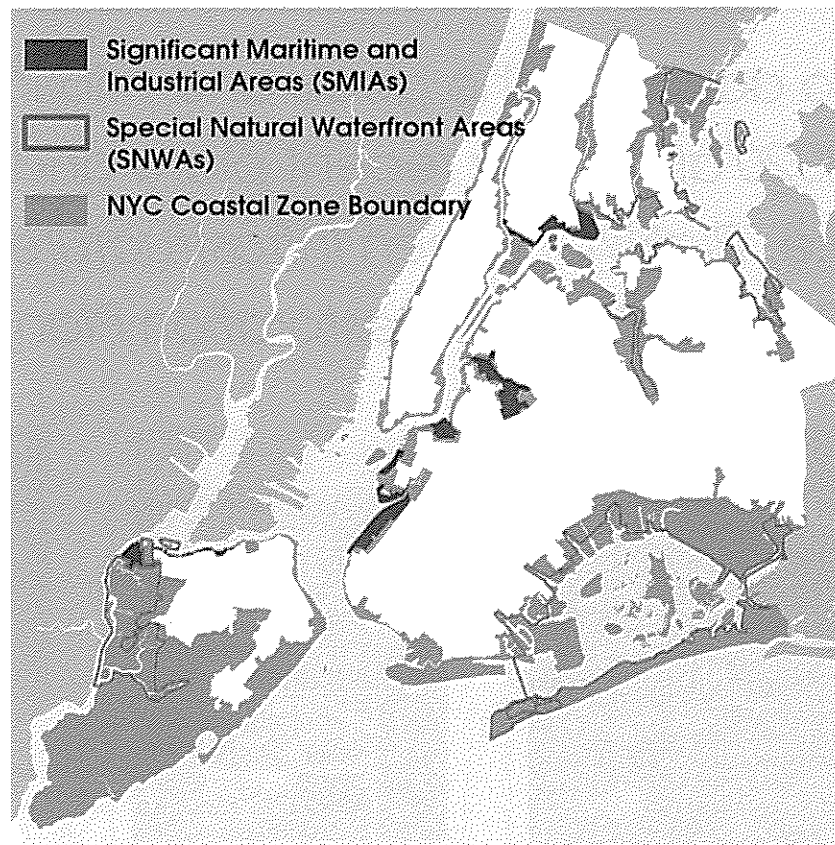 Significant Maritime and
Industrial Areas (SMIAs)
Special Natural Waterfront Areas
(SNWAs)
NYC Coastal Zone Boundary